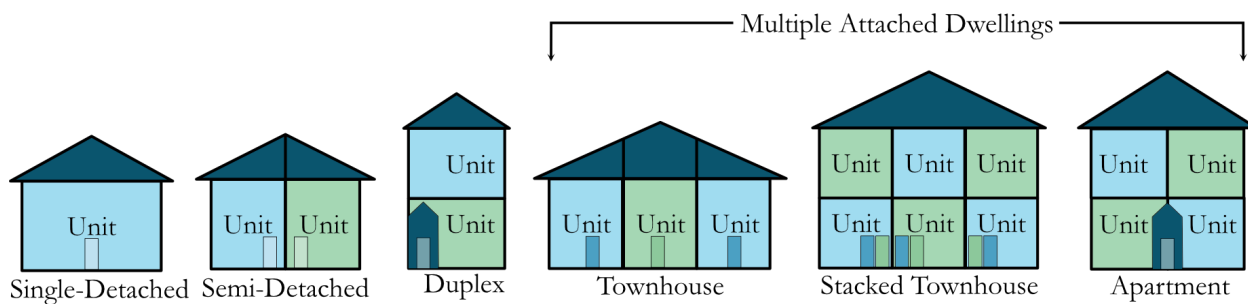 Multiple Attached Dwellings
Unit
Single-Detached
Unit Unit
Semi-Detached
Unit
Unit
Duplex
Unit Unit Unit
Townhouse
Unit Unit Unit
Unit Unit Unit
Stacked Townhouse
Unit Unit
Unit Unit
Apartment